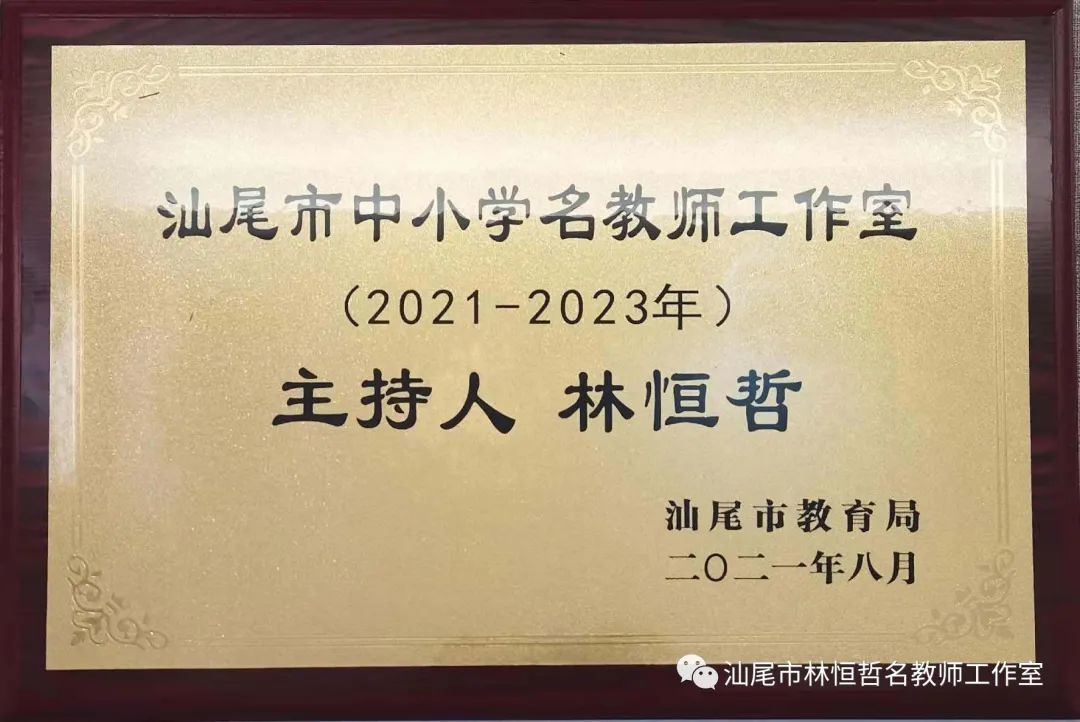 汕尾市中小学名教师工作室
（2021-2023年）
主持人 林恒哲
汕尾市教育局
二〇二一年八月
汕尾市林恒哲名教师工作室